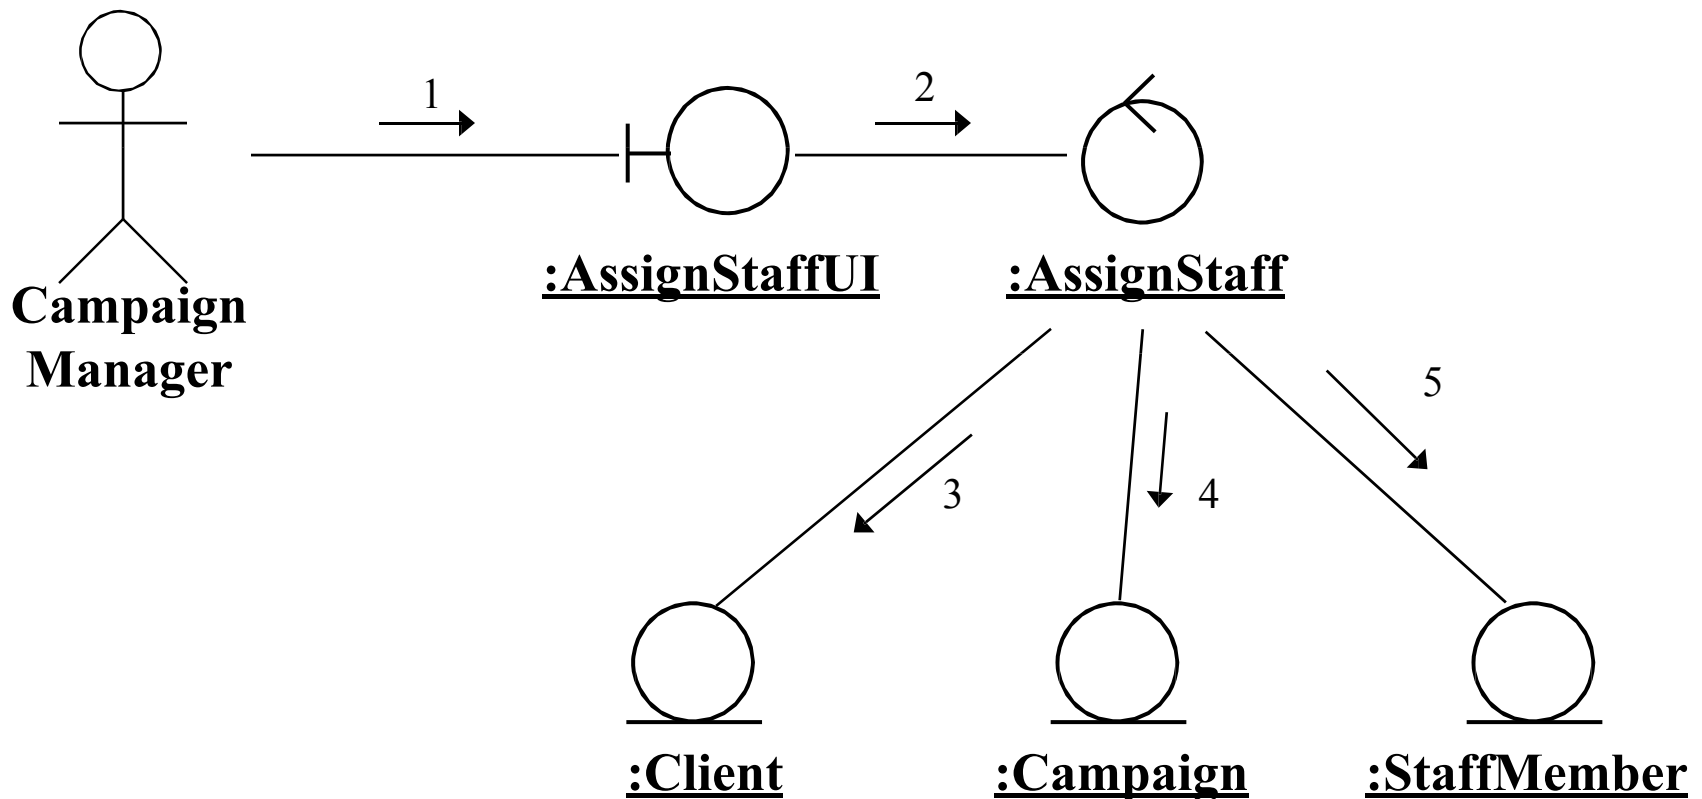 1
2
:AssignStaffUI
:AssignStaff
Campaign
Manager
5
3
4
:Client
:Campaign
:StaffMember